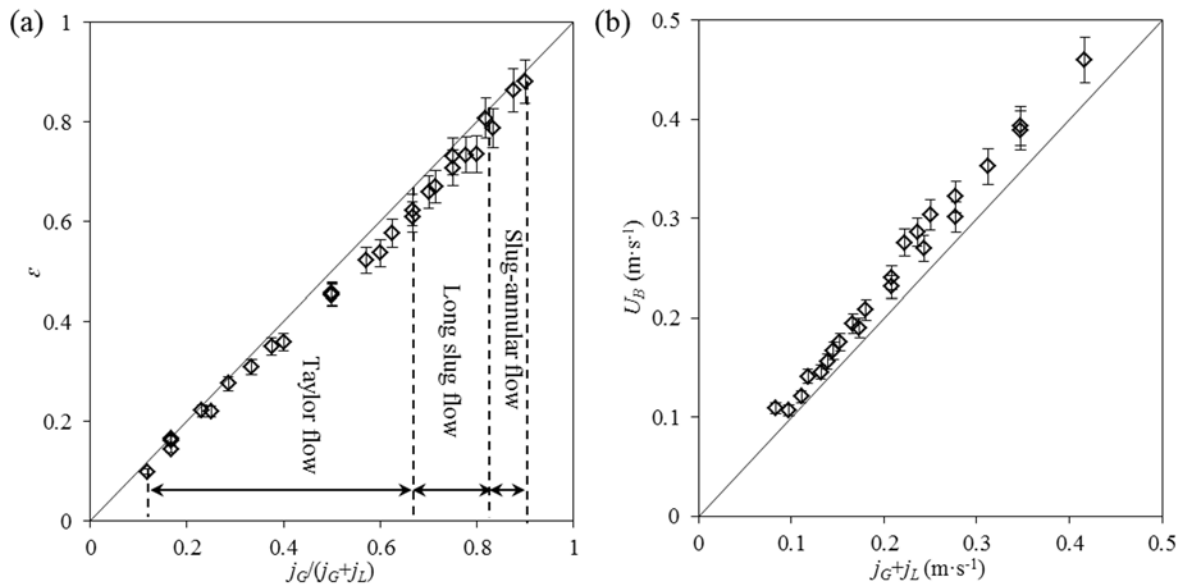 (a)
1
0.8
0.6
0.4
0.2
0
ε
0
0.2
0.4
0.6
0.8
1
j_G/(j_G+j_L)
Taylor flow
Long slug flow
Slug-annular flow
(b)
0.5
0.4
0.3
0.2
0.1
0.0
U_B (m·s⁻¹)
0
0.1
0.2
0.3
0.4
0.5
j_G+j_L (m·s⁻¹)